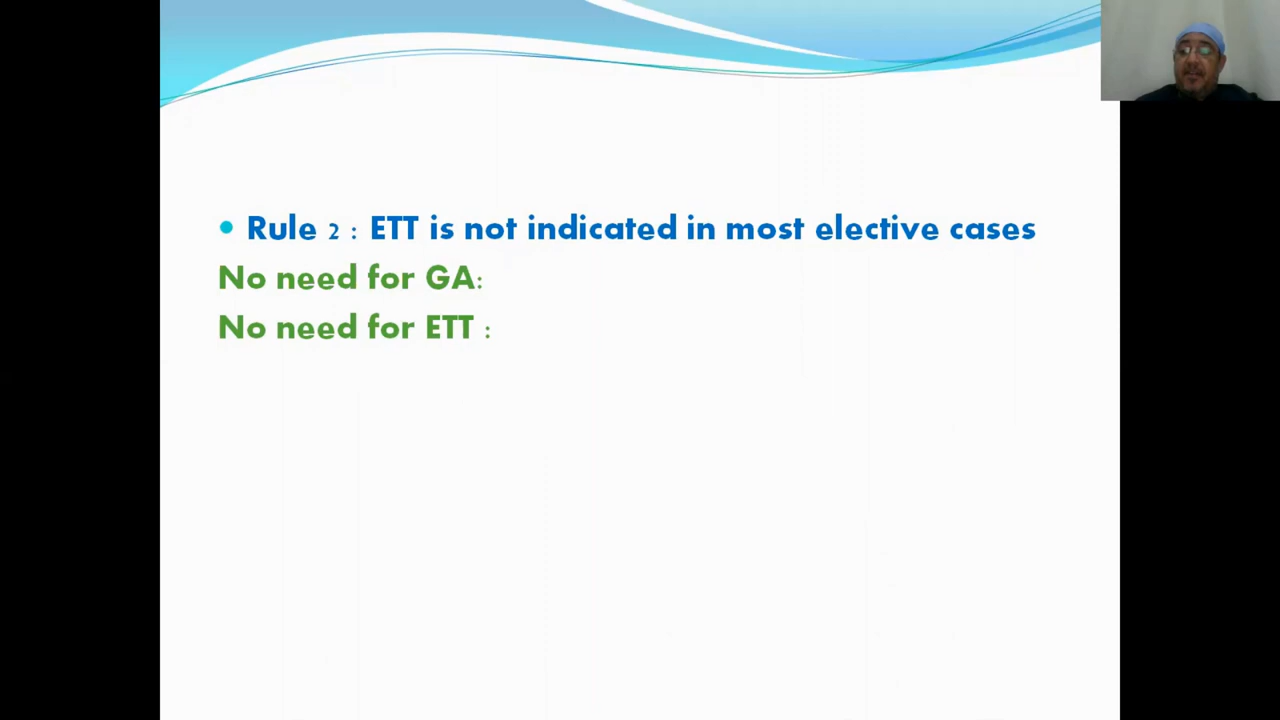 Rule 2 : ETT is not indicated in most elective cases
No need for GA:
No need for ETT :